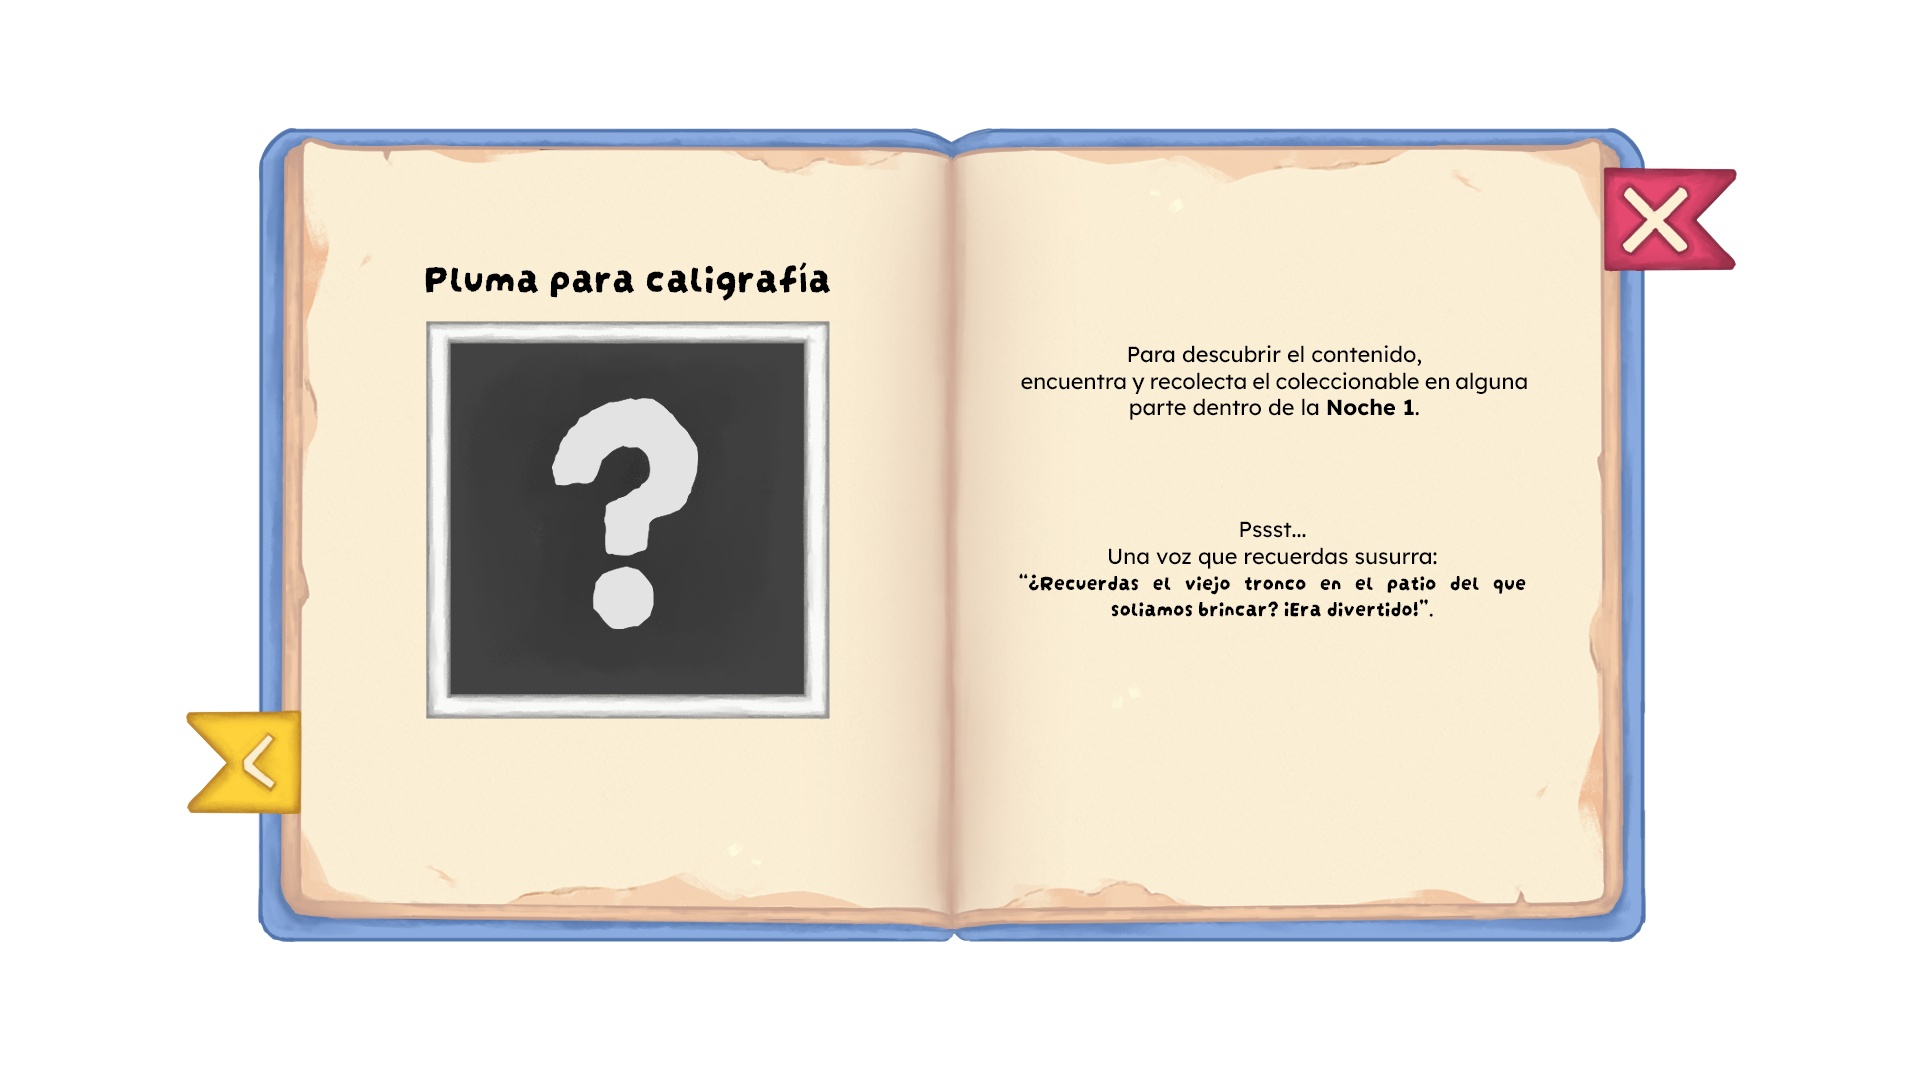 Pluma para caligrafía
Para descubrir el contenido,
encuentra y recolecta el coleccionable en alguna
parte dentro de la Noche 1.
Pssst...
Una voz que recuerdas susurra:
“¿Recuerdas el viejo tronco en el patio del que
soliamos brincar? ¡Era divertido!”.